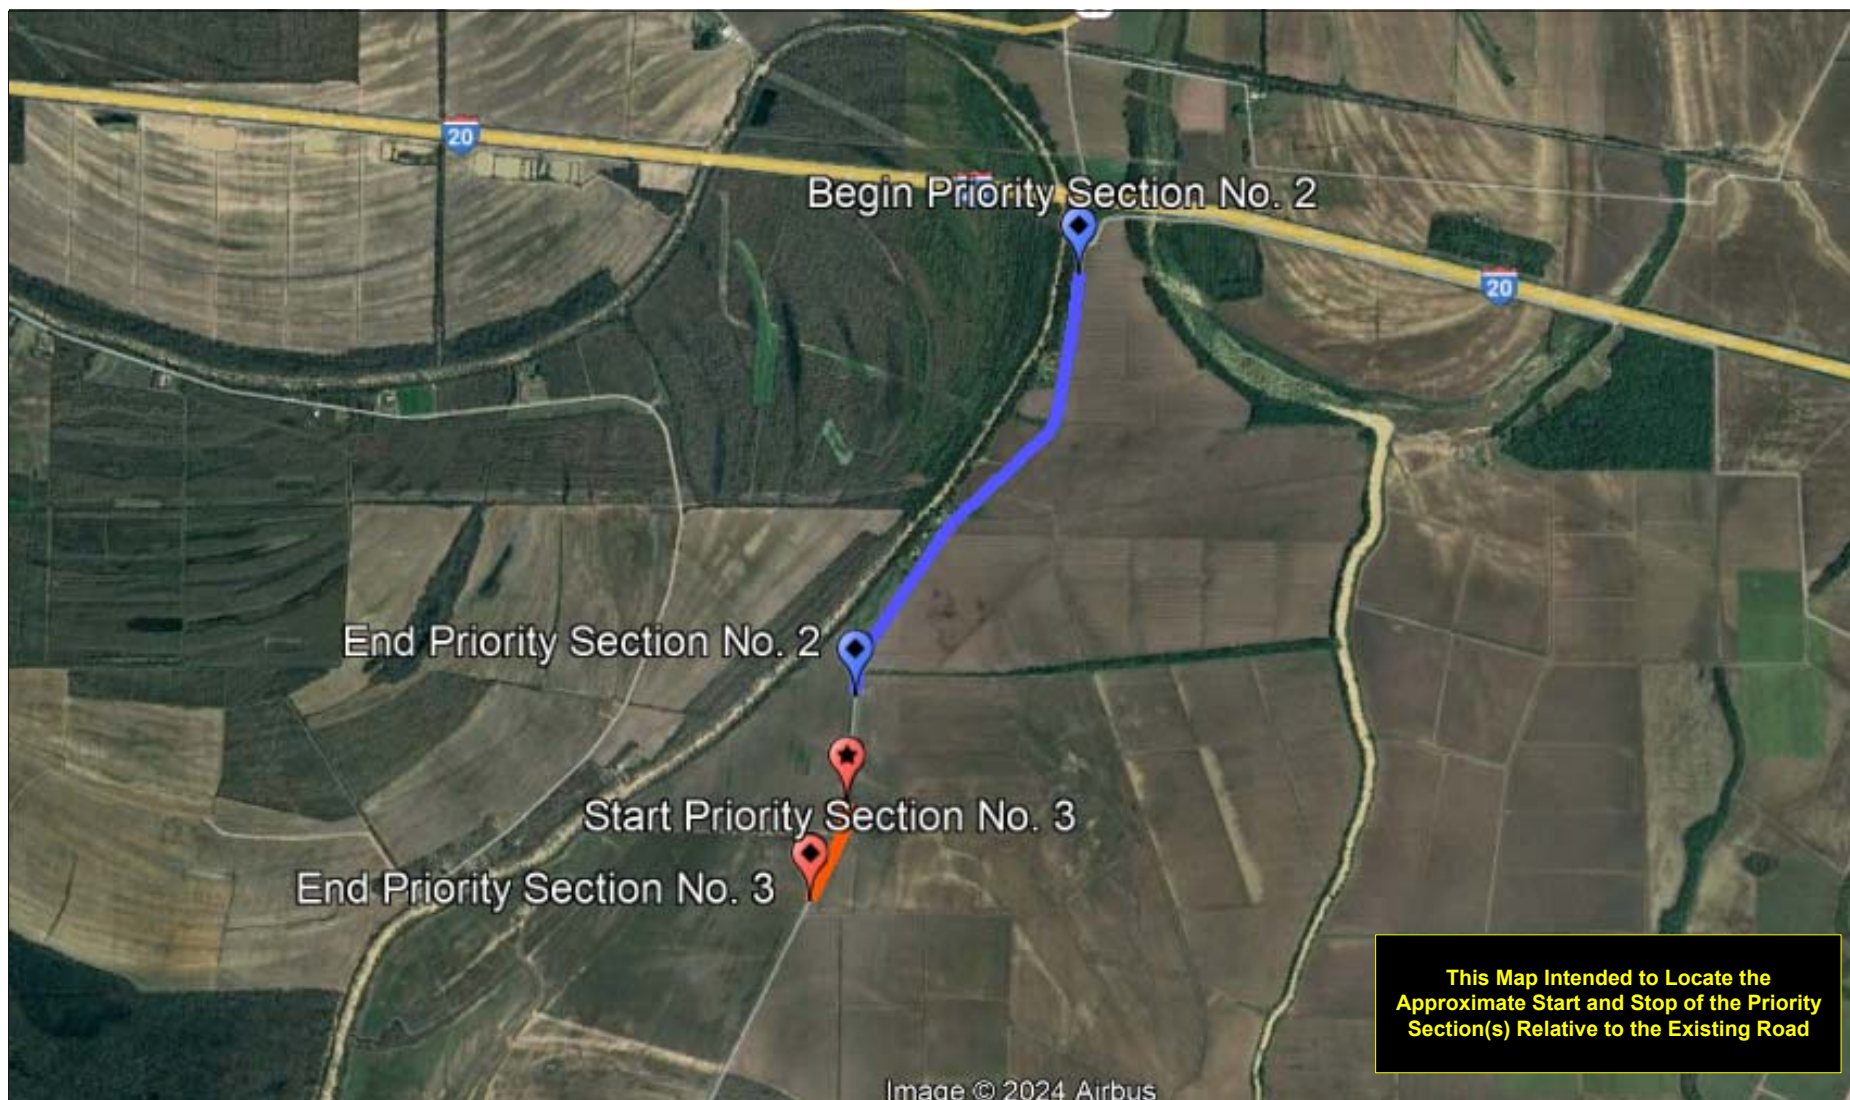 20
Begin Priority Section No. 2
20
End Priority Section No. 2
Start Priority Section No. 3
End Priority Section No. 3
This Map Intended to Locate the
Approximate Start and Stop of the Priority
Section(s) Relative to the Existing Road
Image © 2024 Airbus